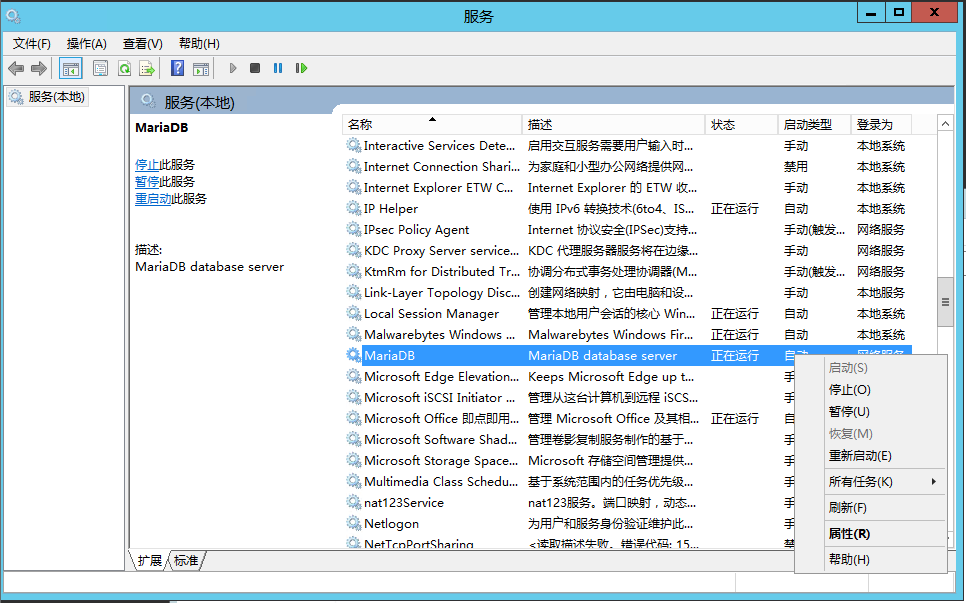 服务
文件(F) 操作(A) 查看(V) 帮助(H)
服务(本地)
服务(本地)
MariaDB
停止此服务
暂停此服务
重启动此服务
描述:
MariaDB database server
名称 描述 状态 启动类型 登录为
Interactive Services Dete... 启用交互服务需要用户输入时... 手动 本地系统
Internet Connection Shari... 为家庭和小型办公网络提供网... 禁用 本地系统
Internet Explorer ETW C... Internet Explorer 的 ETW 收... 手动 本地系统
IP Helper 使用 IPv6 转换技术(6to4、IS... 正在运行 自动 本地系统
IPsec Policy Agent Internet 协议安全(IPSec)支持... 手动(触发... 网络服务
KDC Proxy Server service... KDC 代理服务器服务将在边缘... 手动 网络服务
KtmRm for Distributed Tr... 协调分布式事务处理协调器(M... 手动(触发... 网络服务
Link-Layer Topology Disc... 创建网络映射，它由电脑和设... 手动 本地服务
Local Session Manager 管理本地用户会话的核心 Win... 正在运行 自动 本地系统
Malwarebytes Windows ... Malwarebytes Windows Fir... 正在运行 自动 本地系统
MariaDB MariaDB database server 正在运行 自动 网络服务
Microsoft Edge Elevation... Keeps Microsoft Edge up t... 手
Microsoft iSCSI Initiator ... 管理从这台计算机到远程 iSCS... 手
Microsoft Office 即点即用... 管理 Microsoft Office 及其相... 正在运行 自
Microsoft Software Shad... 管理卷影复制服务制作的基于... 手
Microsoft Storage Space... Microsoft 存储空间管理提供... 手
Multimedia Class Schedu... 基于系统范围内的任务优先级... 手
nat123Service nat123服务。端口映射，动态... 手
Netlogon 为用户和服务身份验证维护此... 手
NetTcpPortSharing <读取描述失败。错误代码: 15... 禁
启动(S)
停止(O)
暂停(U)
恢复(M)
重新启动(E)
所有任务(K)
刷新(F)
属性(R)
帮助(H)
扩展 标准